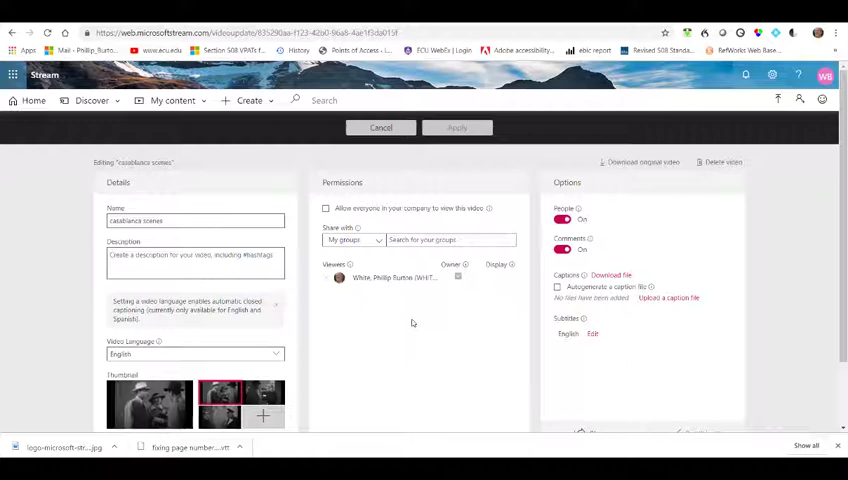 https://web.microsoftstream.com/videoupdate/835290aa-f123-42b0-96a8-4ae1f3da015f
Apps Mail - Phillip_Burto... www.ecu.edu Section 508 VPATs f... History Points of Access, L... ECU WebEx | Login Adobe accessibility... ebic report Revised 508 Standa... RefWorks Web Base...
Stream
WB
Home Discover My content Create Search
Cancel Apply
Editing "casablanca scenes"
Download original video Delete video
Details
Permissions
Options
Name
casablanca scenes
Description
Create a description for your video, including #hashtags
Setting a video language enables automatic closed
captioning (currently only available for English and
Spanish).
Video Language
English
Thumbnail
Allow everyone in your company to view this video
Share with
My groups Search for your groups
Viewers Owner Display
White, Phillip Burton (WHIT...
People
On
Comments
On
Captions Download file
Autogenerate a caption file
No files have been added Upload a caption file
Subtitles
English Edit
logo-microsoft-str...jpg fixing page number....vtt Show all